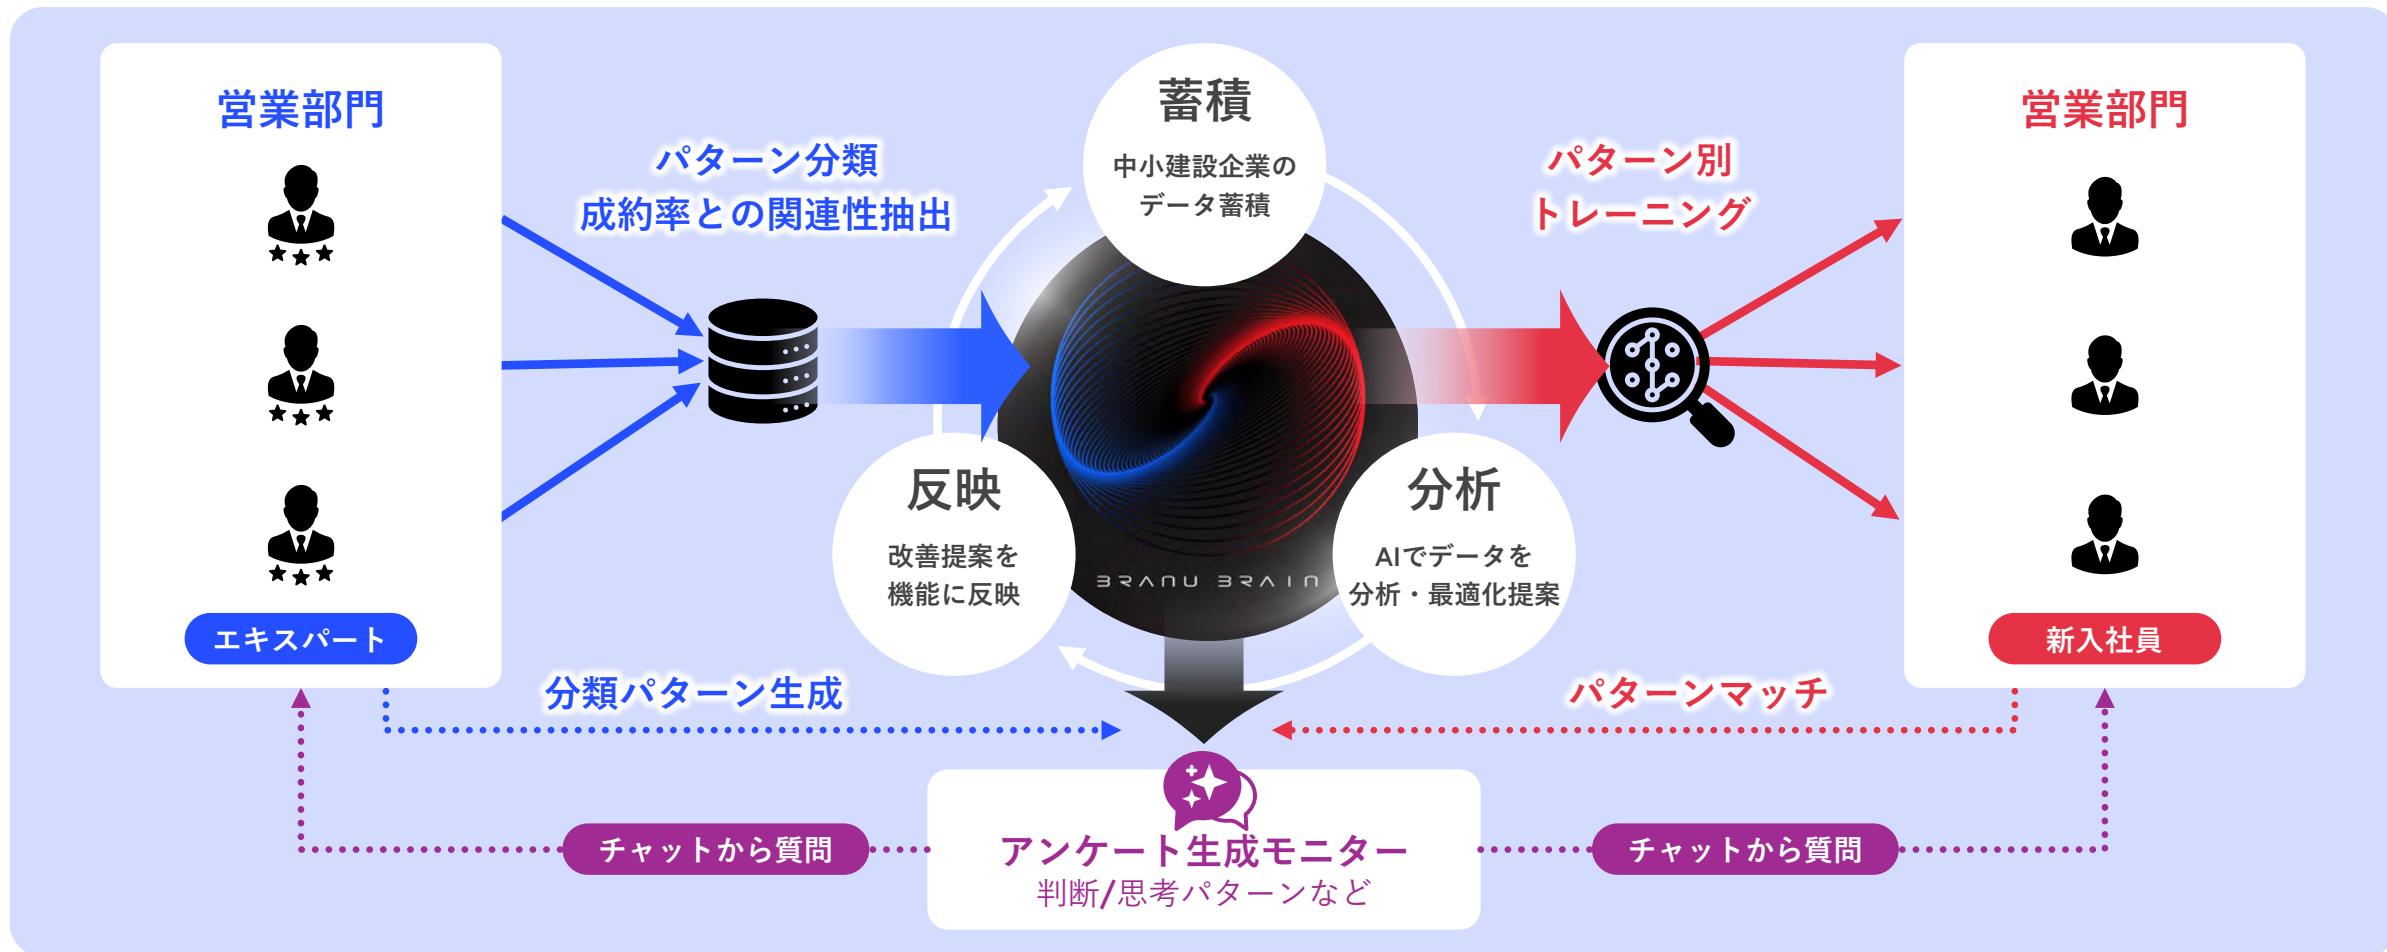 営業部門
エキスパート
パターン分類
成約率との関連性抽出
蓄積
中小建設企業の
データ蓄積
反映
改善提案を
機能に反映
分析
AIでデータを
分析・最適化提案
BRANU BRAIN
パターン別
トレーニング
営業部門
新入社員
分類パターン生成
パターンマッチ
チャットから質問
アンケート生成モニター
判断/思考パターンなど
チャットから質問